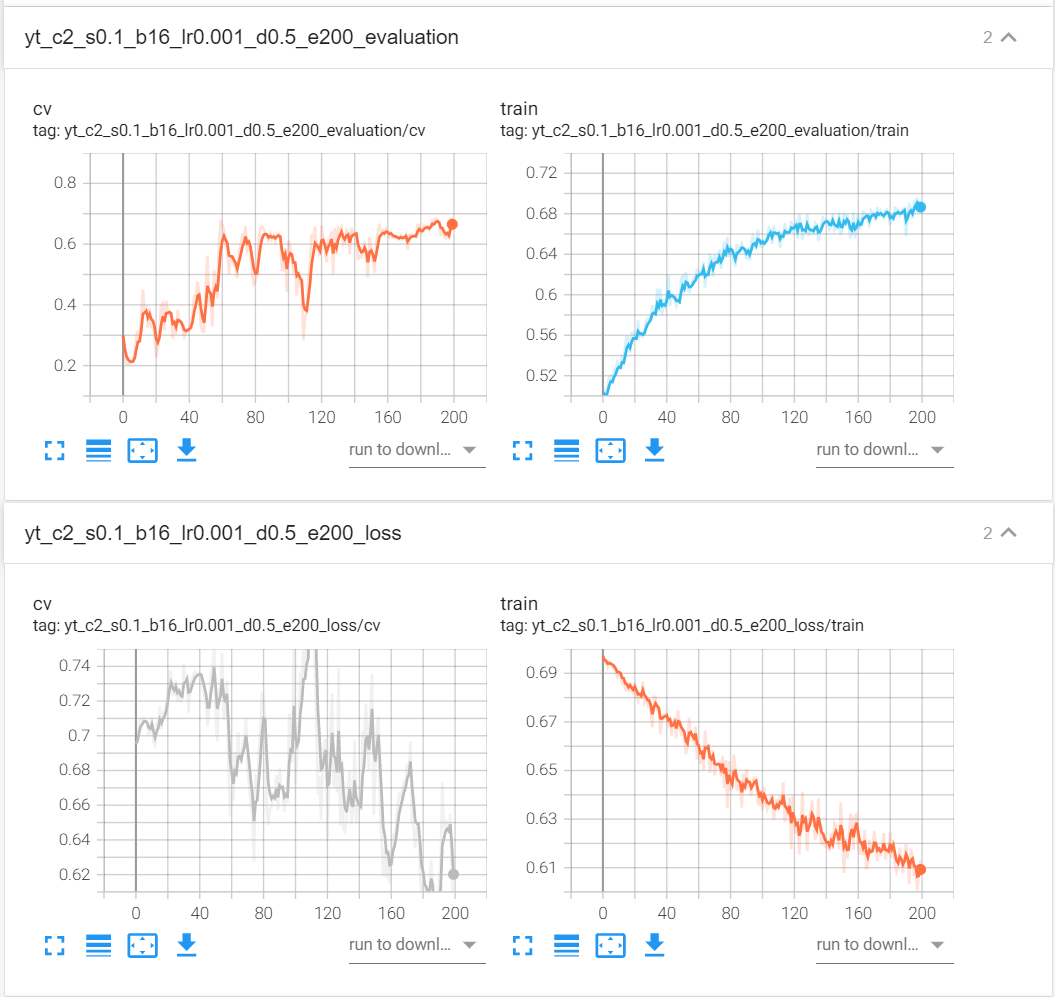 yt_c2_s0.1_b16_lr0.001_d0.5_e200_evaluation
2
cv
tag: yt_c2_s0.1_b16_lr0.001_d0.5_e200_evaluation/cv
0.8
0.6
0.4
0.2
0 40 80 120 160 200
run to downl...
train
tag: yt_c2_s0.1_b16_lr0.001_d0.5_e200_evaluation/train
0.72
0.68
0.64
0.6
0.56
0.52
0 40 80 120 160 200
run to downl...
yt_c2_s0.1_b16_lr0.001_d0.5_e200_loss
2
cv
tag: yt_c2_s0.1_b16_lr0.001_d0.5_e200_loss/cv
0.74
0.72
0.7
0.68
0.66
0.64
0.62
0 40 80 120 160 200
run to downl...
train
tag: yt_c2_s0.1_b16_lr0.001_d0.5_e200_loss/train
0.69
0.67
0.65
0.63
0.61
0 40 80 120 160 200
run to downl...